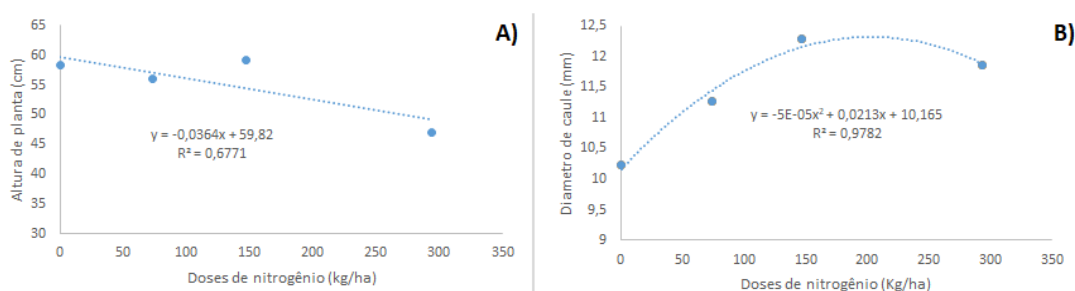 A)
65
60
55
50
45
40
35
30
Altura de planta (cm)
y = -0,0364x + 59,82
R² = 0,6771
0 50 100 150 200 250 300 350
Doses de nitrogênio (kg/ha)
B)
12,5
12
11,5
11
10,5
10
9,5
9
Diametro de caule (mm)
y = -5E-05x² + 0,0213x + 10,165
R² = 0,9782
0 50 100 150 200 250 300 350
Doses de nitrogênio (Kg/ha)